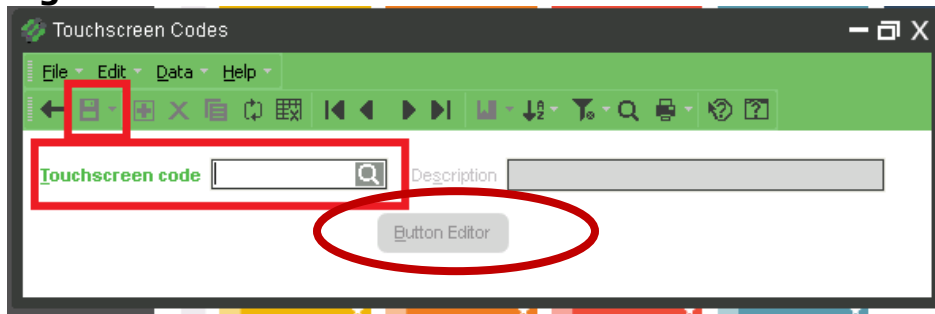 Touchscreen Codes
File Edit Data Help
Touchscreen code Description
Button Editor